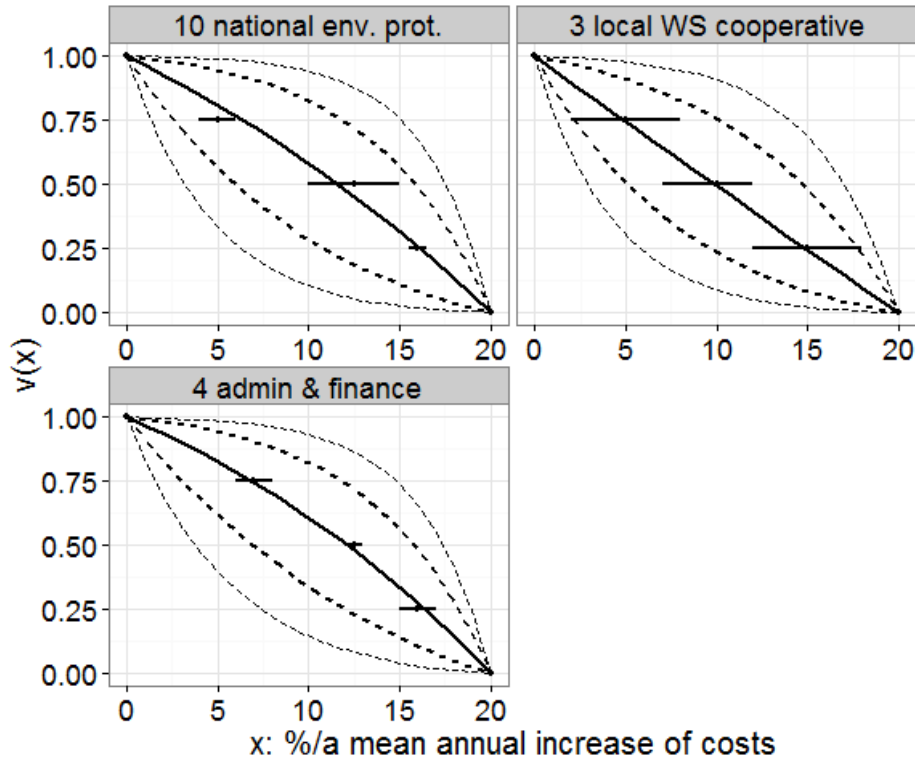 10 national env. prot.
3 local WS cooperative
1.00
0.75
0.50
0.25
0.00
0 5 10 15 20
0 5 10 15 20
4 admin & finance
1.00
0.75
0.50
0.25
0.00
0 5 10 15 20
v(x)
x: %/a mean annual increase of costs